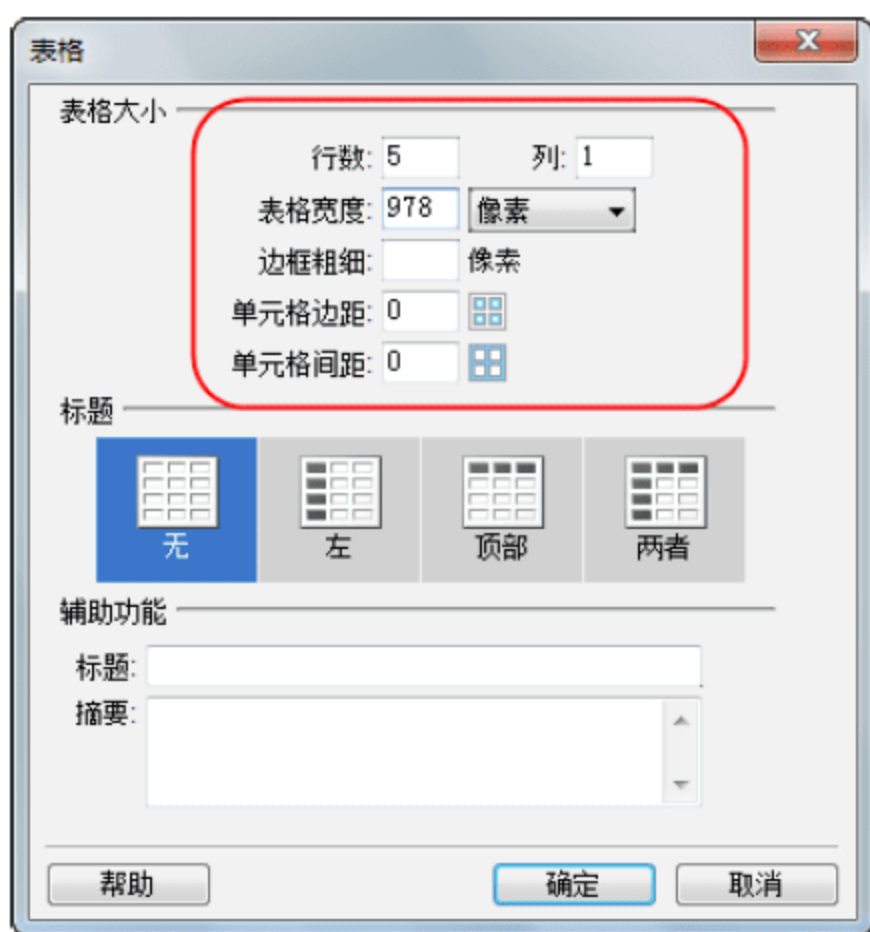 表格
表格大小
行数: 5 列: 1
表格宽度: 978 像素
边框粗细: 像素
单元格边距: 0
单元格间距: 0
标题
无 左 顶部 两者
辅助功能
标题:
摘要:
帮助 确定 取消